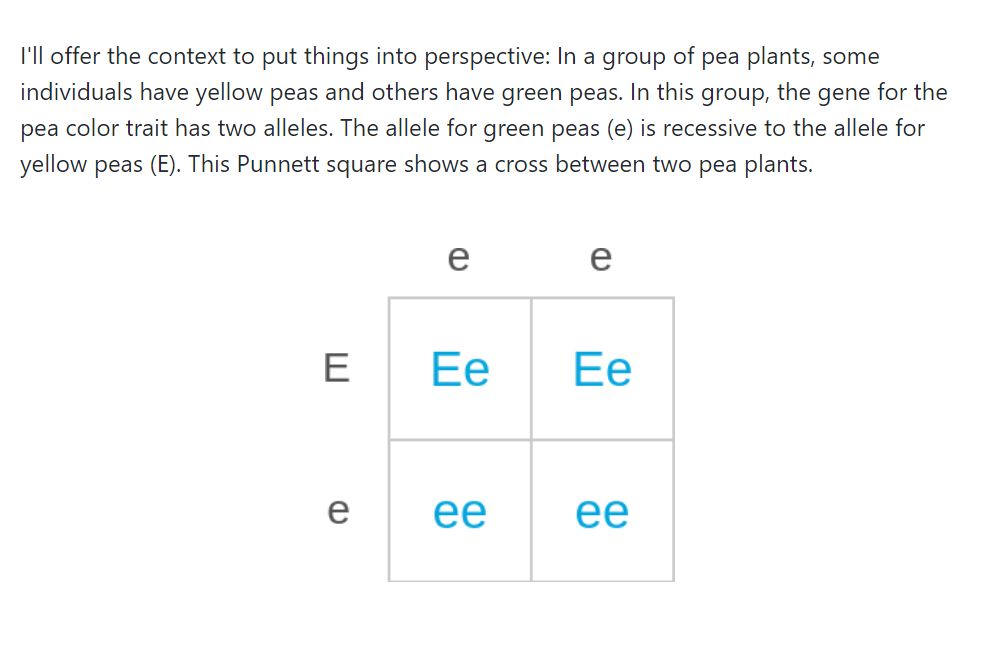 I'll offer the context to put things into perspective: In a group of pea plants, some
individuals have yellow peas and others have green peas. In this group, the gene for the
pea color trait has two alleles. The allele for green peas (e) is recessive to the allele for
yellow peas (E). This Punnett square shows a cross between two pea plants.
e e
E Ee Ee
e ee ee